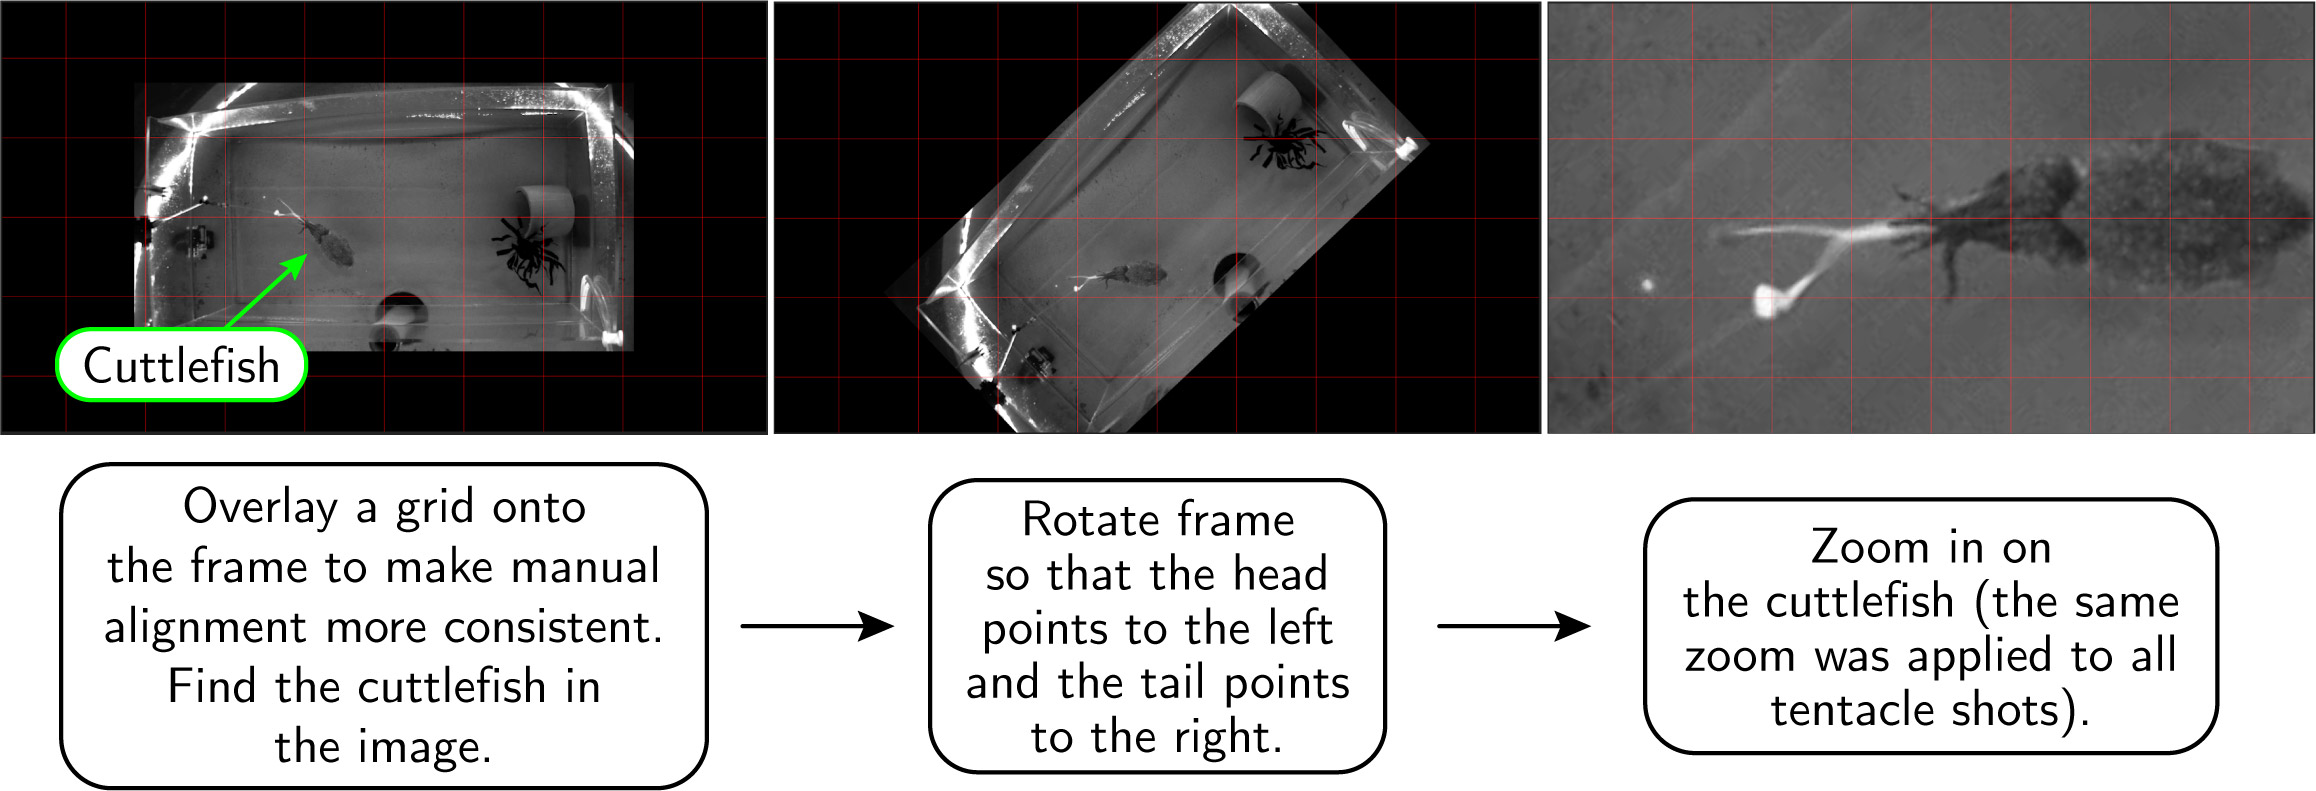 Cuttlefish
Overlay a grid onto
the frame to make manual
alignment more consistent.
Find the cuttlefish in
the image.
Rotate frame
so that the head
points to the left
and the tail points
to the right.
Zoom in on
the cuttlefish (the same
zoom was applied to all
tentacle shots).